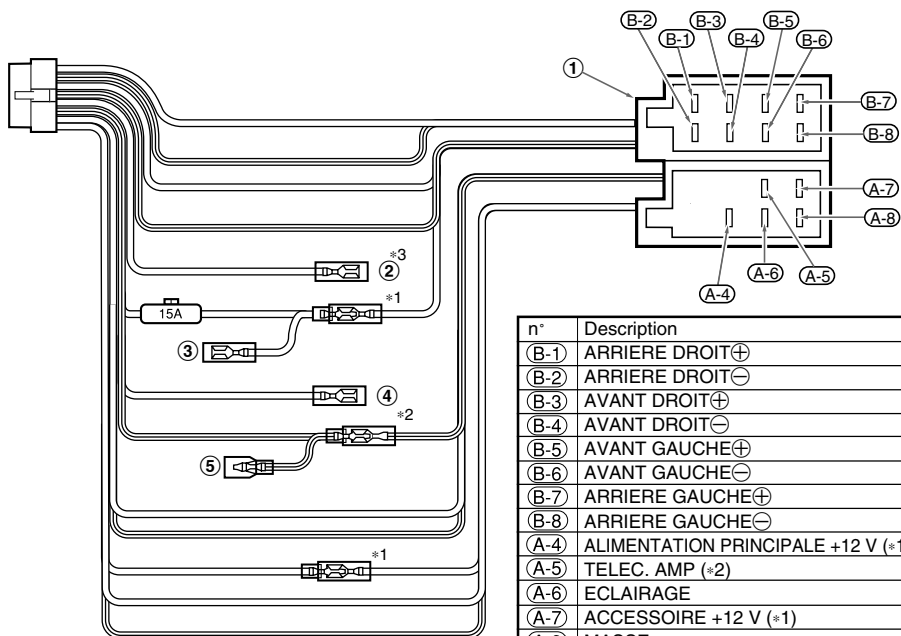 B-2
B-3
B-5
B-1
B-4
B-6
①
B-7
B-8
A-7
A-8
A-6
A-5
A-4
*3
②
*1
15A
③
④
*2
⑤
*1
n° Description
B-1 ARRIERE DROIT⊕
B-2 ARRIERE DROIT⊖
B-3 AVANT DROIT⊕
B-4 AVANT DROIT⊖
B-5 AVANT GAUCHE⊕
B-6 AVANT GAUCHE⊖
B-7 ARRIERE GAUCHE⊕
B-8 ARRIERE GAUCHE⊖
A-4 ALIMENTATION PRINCIPALE +12 V (*1
A-5 TELEC. AMP (*2)
A-6 ECLAIRAGE
A-7 ACCESSOIRE +12 V (*1)
A-8 MASSE